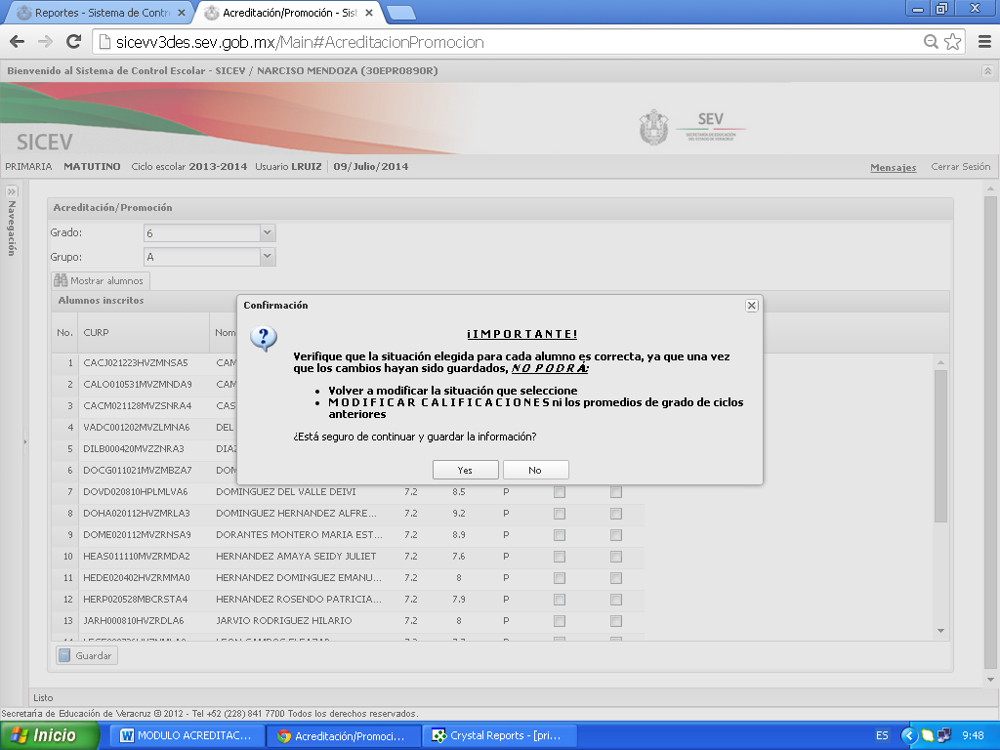 Reportes - Sistema de Contr
Acreditación/Promoción - Sis
sicevv3des.sev.gob.mx/Main#AcreditacionPromocion
Bienvenido al Sistema de Control Escolar - SICEV / NARCISO MENDOZA (30EPR0890R)
SICEV
SEV
SECRETARÍA DE EDUCACIÓN
DEL ESTADO DE VERACRUZ
PRIMARIA MATUTINO Ciclo escolar 2013-2014 Usuario LRUIZ 09/Julio/2014 Mensajes Cerrar Sesión
Navegación
Acreditación/Promoción
Grado: 6
Grupo: A
Mostrar alumnos
Alumnos inscritos
No. CURP Nom
Confirmación
¡IMPORTANTE!
Verifique que la situación elegida para cada alumno es correcta, ya que una vez
que los cambios hayan sido guardados, NO PODRÁ:
• Volver a modificar la situación que seleccione
• MODIFICAR CALIFICACIONES ni los promedios de grado de ciclos
anteriores
¿Está seguro de continuar y guardar la información?
Yes No
1 CACJ021223HVZMNSA5 CAM
2 CALO010531MVZMNDA9 CAM
3 CACM021128MVZSNRA4 CAS
4 VADC001202MVZLMNA6 DEL
5 DILB000420MVZZNRA3 DIAZ
6 DOCG011021MVZMBZA7 DOM
7 DOVD020810HPLMLVA6 DOMINGUEZ DEL VALLE DEIVI 7.2 8.5 P
8 DOHA020112HVZMRLA3 DOMINGUEZ HERNANDEZ ALFRE... 7.2 9.2 P
9 DOME020112MVZRNSA9 DORANTES MONTERO MARIA EST... 7.2 8.9 P
10 HEAS011110MVZRMDA2 HERNANDEZ AMAYA SEIDY JULIET 7.2 7.6 P
11 HEDE020402HVZRMMA0 HERNANDEZ DOMINGUEZ EMANU... 7.2 8 P
12 HERP020528MBCRSTA4 HERNANDEZ ROSENDO PATRICIA... 7.2 7.9 P
13 JARH000810HVZRDLA6 JARVIO RODRIGUEZ HILARIO 7.2 8 P
Guardar
Listo
Secretaría de Educación de Veracruz © 2012 - Tel +52 (228) 841 7700 Todos los derechos reservados.
Inicio MODULO ACREDITAC... Acreditación/Promoci... Crystal Reports - [pri... ES 9:48